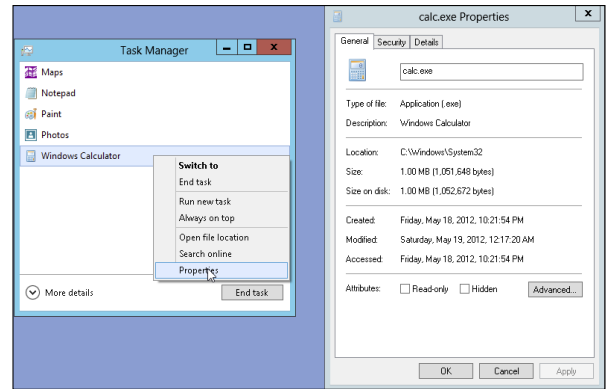 Task Manager
Maps
Notepad
Paint
Photos
Windows Calculator
Switch to
End task
Run new task
Always on top
Open file location
Search online
Properties
More details
End task
calc.exe Properties
General Security Details
calc.exe
Type of file: Application (.exe)
Description: Windows Calculator
Location: C:\Windows\System32
Size: 1.00 MB (1,051,648 bytes)
Size on disk: 1.00 MB (1,052,672 bytes)
Created: Friday, May 18, 2012, 10:21:54 PM
Modified: Saturday, May 19, 2012, 12:17:20 AM
Accessed: Friday, May 18, 2012, 10:21:54 PM
Attributes: Read-only Hidden Advanced...
OK Cancel Apply